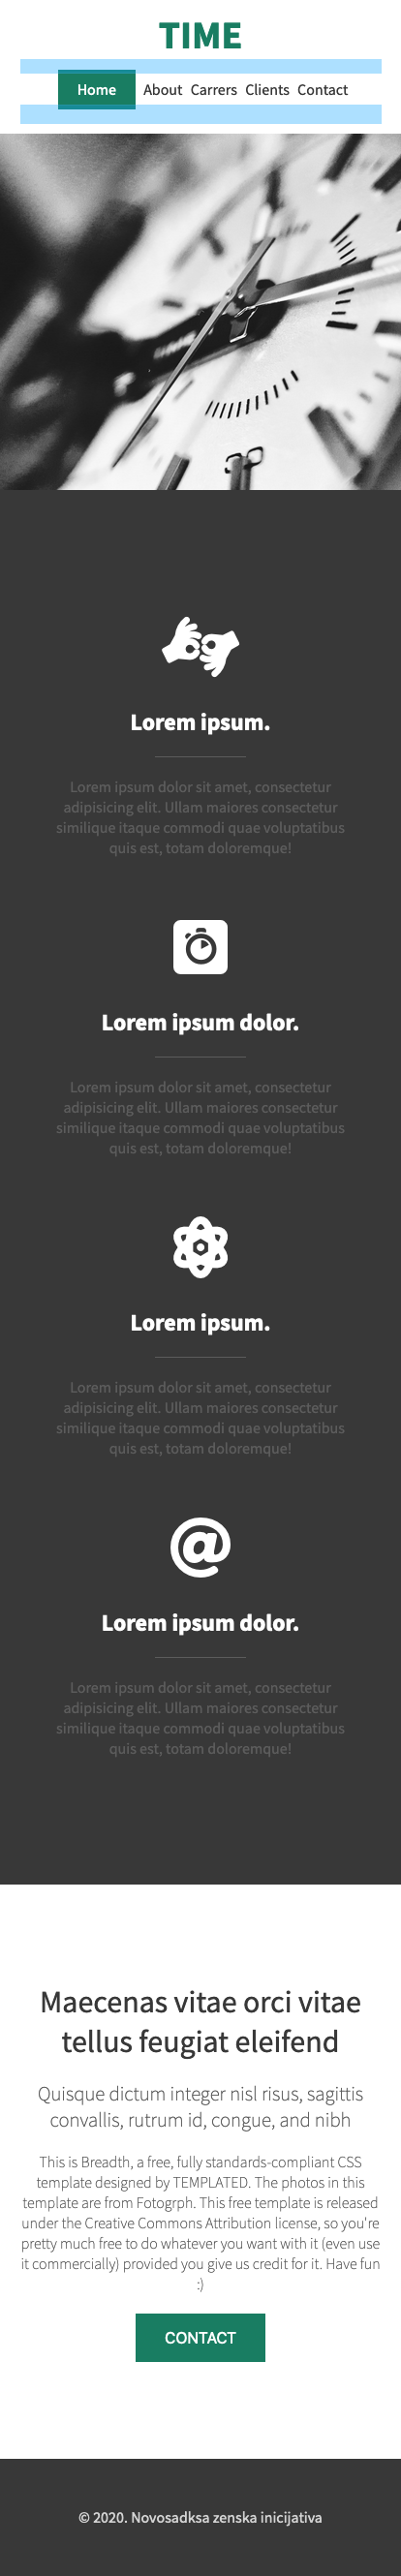 TIME
Home About Carrers Clients Contact
Lorem ipsum.
Lorem ipsum dolor sit amet, consectetur
adipisicing elit. Ullam maiores consectetur
similique itaque commodi quae voluptatibus
quis est, totam doloremque!
Lorem ipsum dolor.
Lorem ipsum dolor sit amet, consectetur
adipisicing elit. Ullam maiores consectetur
similique itaque commodi quae voluptatibus
quis est, totam doloremque!
Lorem ipsum.
Lorem ipsum dolor sit amet, consectetur
adipisicing elit. Ullam maiores consectetur
similique itaque commodi quae voluptatibus
quis est, totam doloremque!
Lorem ipsum dolor.
Lorem ipsum dolor sit amet, consectetur
adipisicing elit. Ullam maiores consectetur
similique itaque commodi quae voluptatibus
quis est, totam doloremque!
Maecenas vitae orci vitae
tellus feugiat eleifend
Quisque dictum integer nisl risus, sagittis
convallis, rutrum id, congue, and nibh
This is Breadth, a free, fully standards-compliant CSS
template designed by TEMPLATED. The photos in this
template are from Fotogrph. This free template is released
under the Creative Commons Attribution license, so you're
pretty much free to do whatever you want with it (even use
it commercially) provided you give us credit for it. Have fun
:)
CONTACT
© 2020. Novosadksa zenska inicijativa